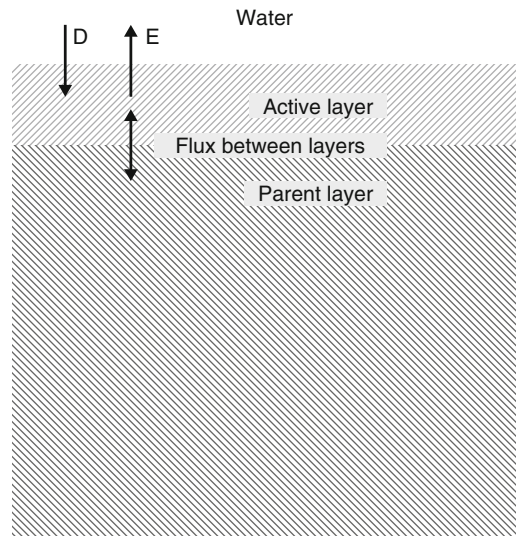 Water
D
E
Active layer
Flux between layers
Parent layer